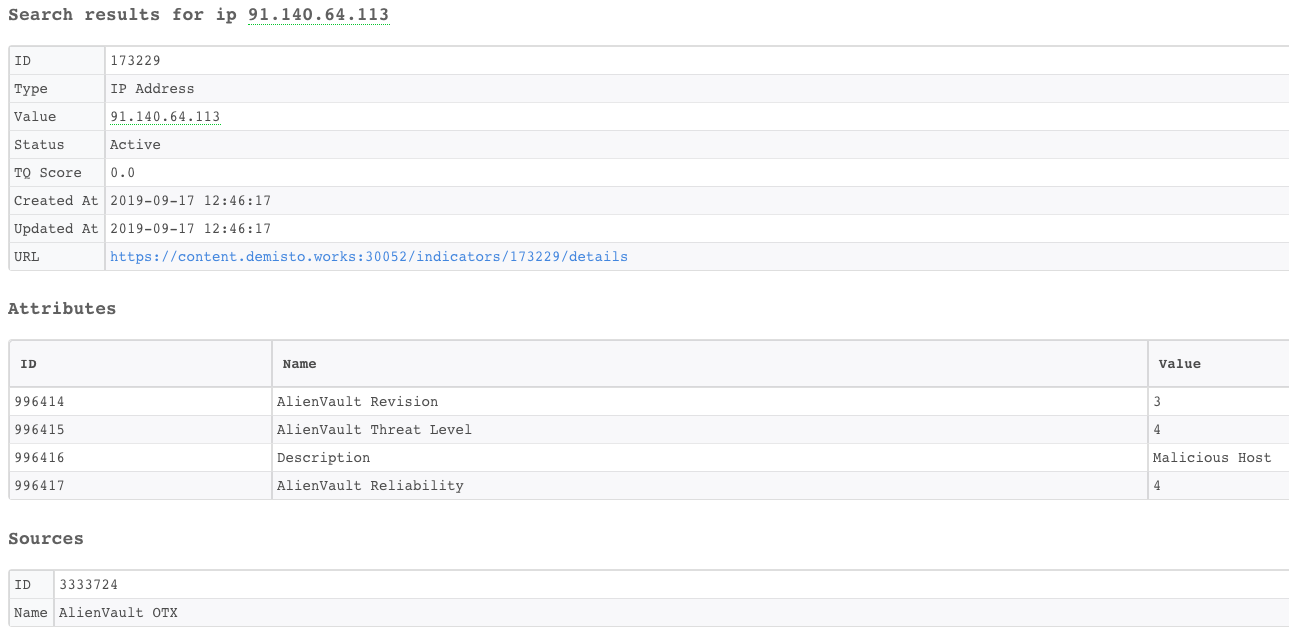 Search results for ip 91.140.64.113
ID 173229
Type IP Address
Value 91.140.64.113
Status Active
TQ Score 0.0
Created At 2019-09-17 12:46:17
Updated At 2019-09-17 12:46:17
URL https://content.demisto.works:30052/indicators/173229/details
Attributes
ID Name Value
996414 AlienVault Revision 3
996415 AlienVault Threat Level 4
996416 Description Malicious Host
996417 AlienVault Reliability 4
Sources
ID 3333724
Name AlienVault OTX